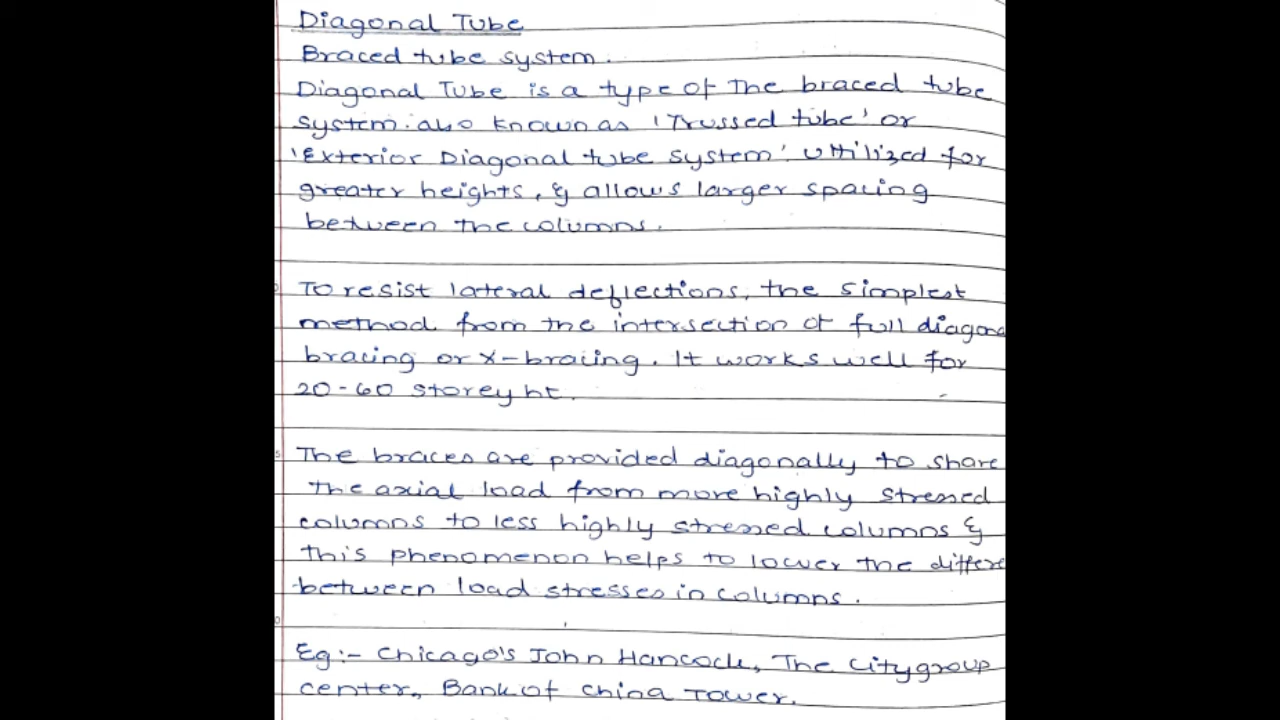 Diagonal Tube
Braced tube system.
Diagonal Tube is a type of the braced tube
system. also known as 'Trussed tube' or
'Exterior Diagonal tube system'. Uttilized for
greater heights, & allows larger spacing
between the columns.
To resist lateral deflections, the simplest
method from the intersection of full diagona
bracing or x-bracing. It works well for
20-60 storey ht.
The braces are provided diagonally to share
the axial load from more highly stressed
columns to less highly stressed columns &
this phenomenon helps to lower the differe
between load stresses in columns.
Eg:- Chicago's John Hancock, The Citygroup
center, Bank of China Tower.